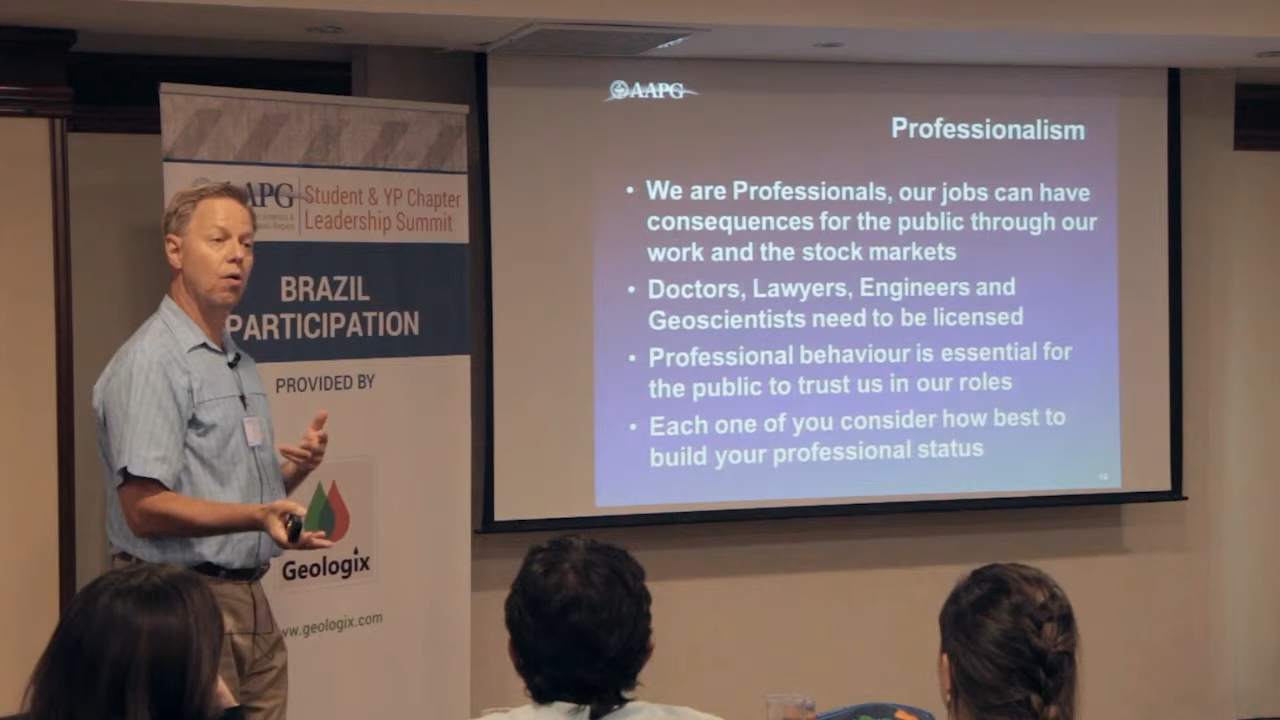 AAPG
Professionalism
• We are Professionals, our jobs can have
consequences for the public through our
work and the stock markets
• Doctors, Lawyers, Engineers and
Geoscientists need to be licensed
• Professional behaviour is essential for
the public to trust us in our roles
• Each one of you consider how best to
build your professional status
APG
Student & YP Chapter
Leadership Summit
BRAZIL
PARTICIPATION
PROVIDED BY
Geologix
ww.geologix.com